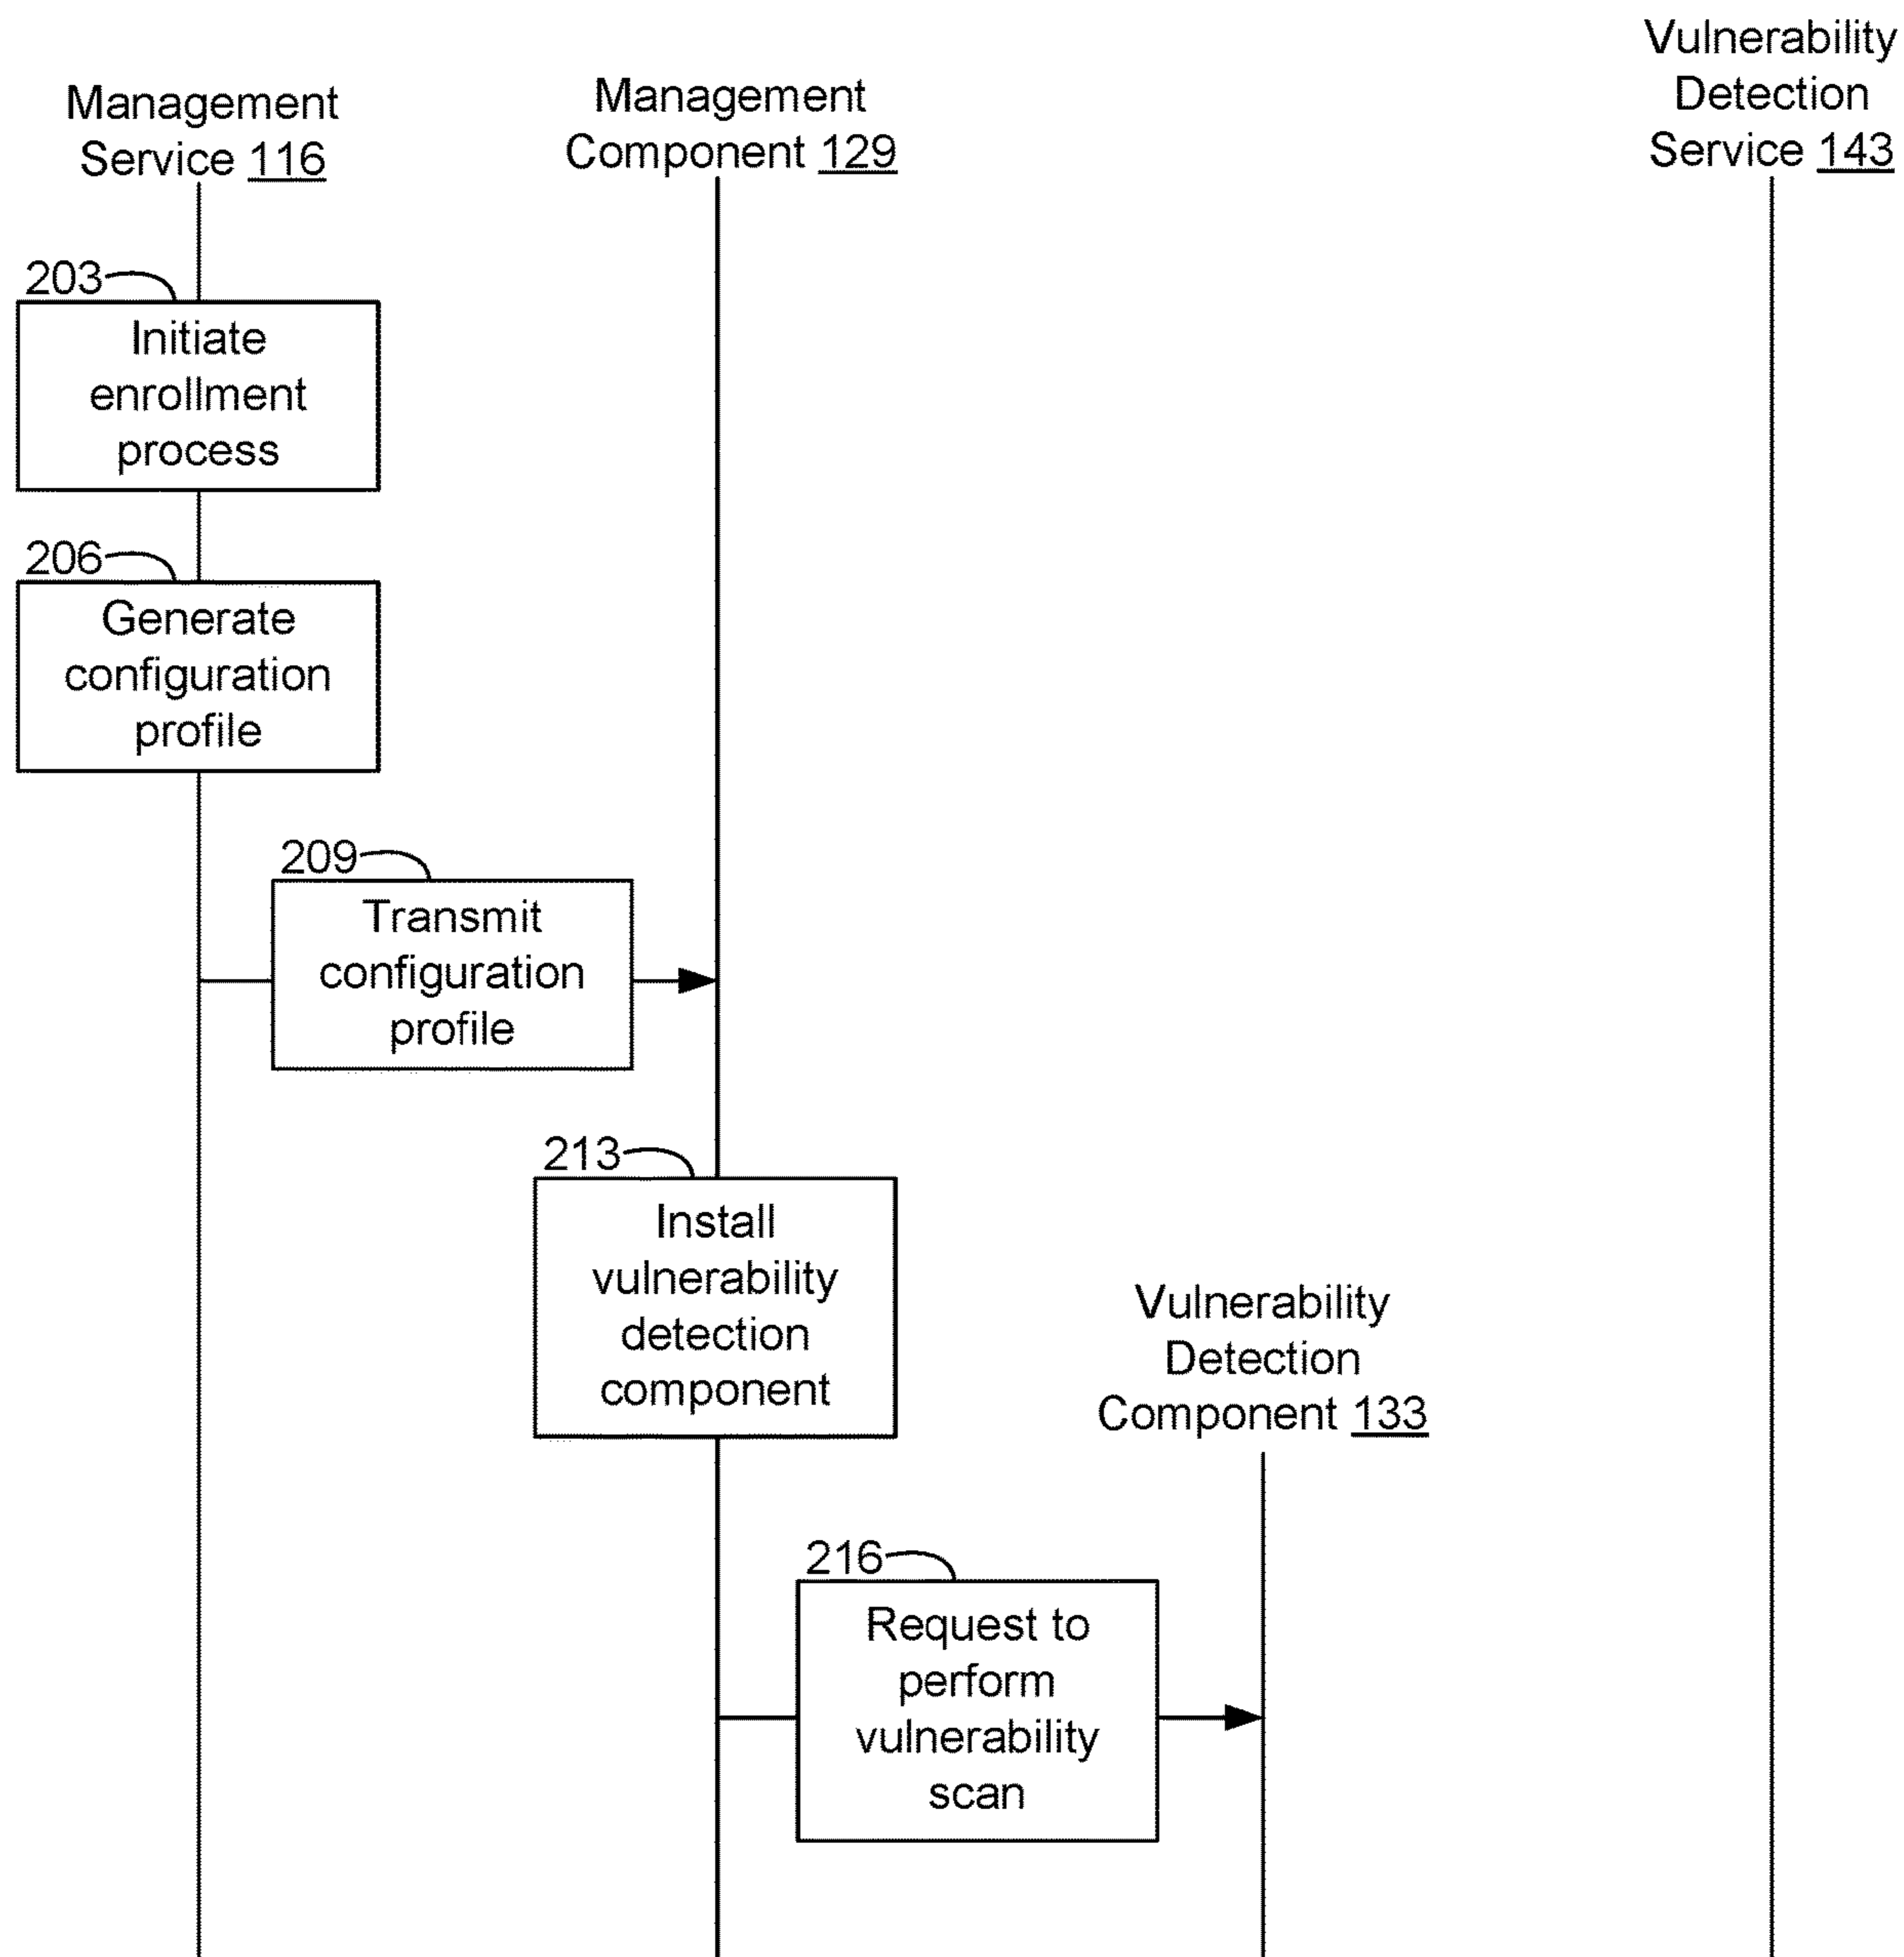 Vulnerability
Detection
Service 143
Management
Service 116
Management
Component 129
203
Initiate
enrollment
process
206
Generate
configuration
profile
209
Transmit
configuration
profile
213
Install
vulnerability
detection
component
Vulnerability
Detection
Component 133
216
Request to
perform
vulnerability
scan